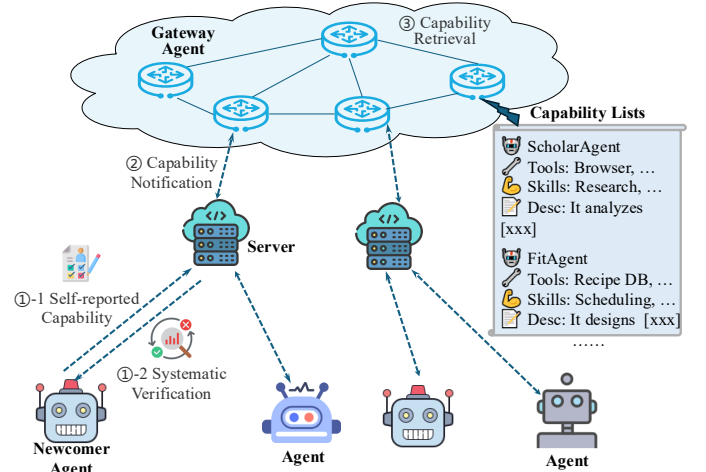 Gateway
Agent
③ Capability
Retrieval
② Capability
Notification
Server
①-1 Self-reported
Capability
①-2 Systematic
Verification
Newcomer
Agent
Agent
Agent
Capability Lists
ScholarAgent
Tools: Browser, …
Skills: Research, …
Desc: It analyzes
[xxx]
FitAgent
Tools: Recipe DB, …
Skills: Scheduling, …
Desc: It designs [xxx]
……